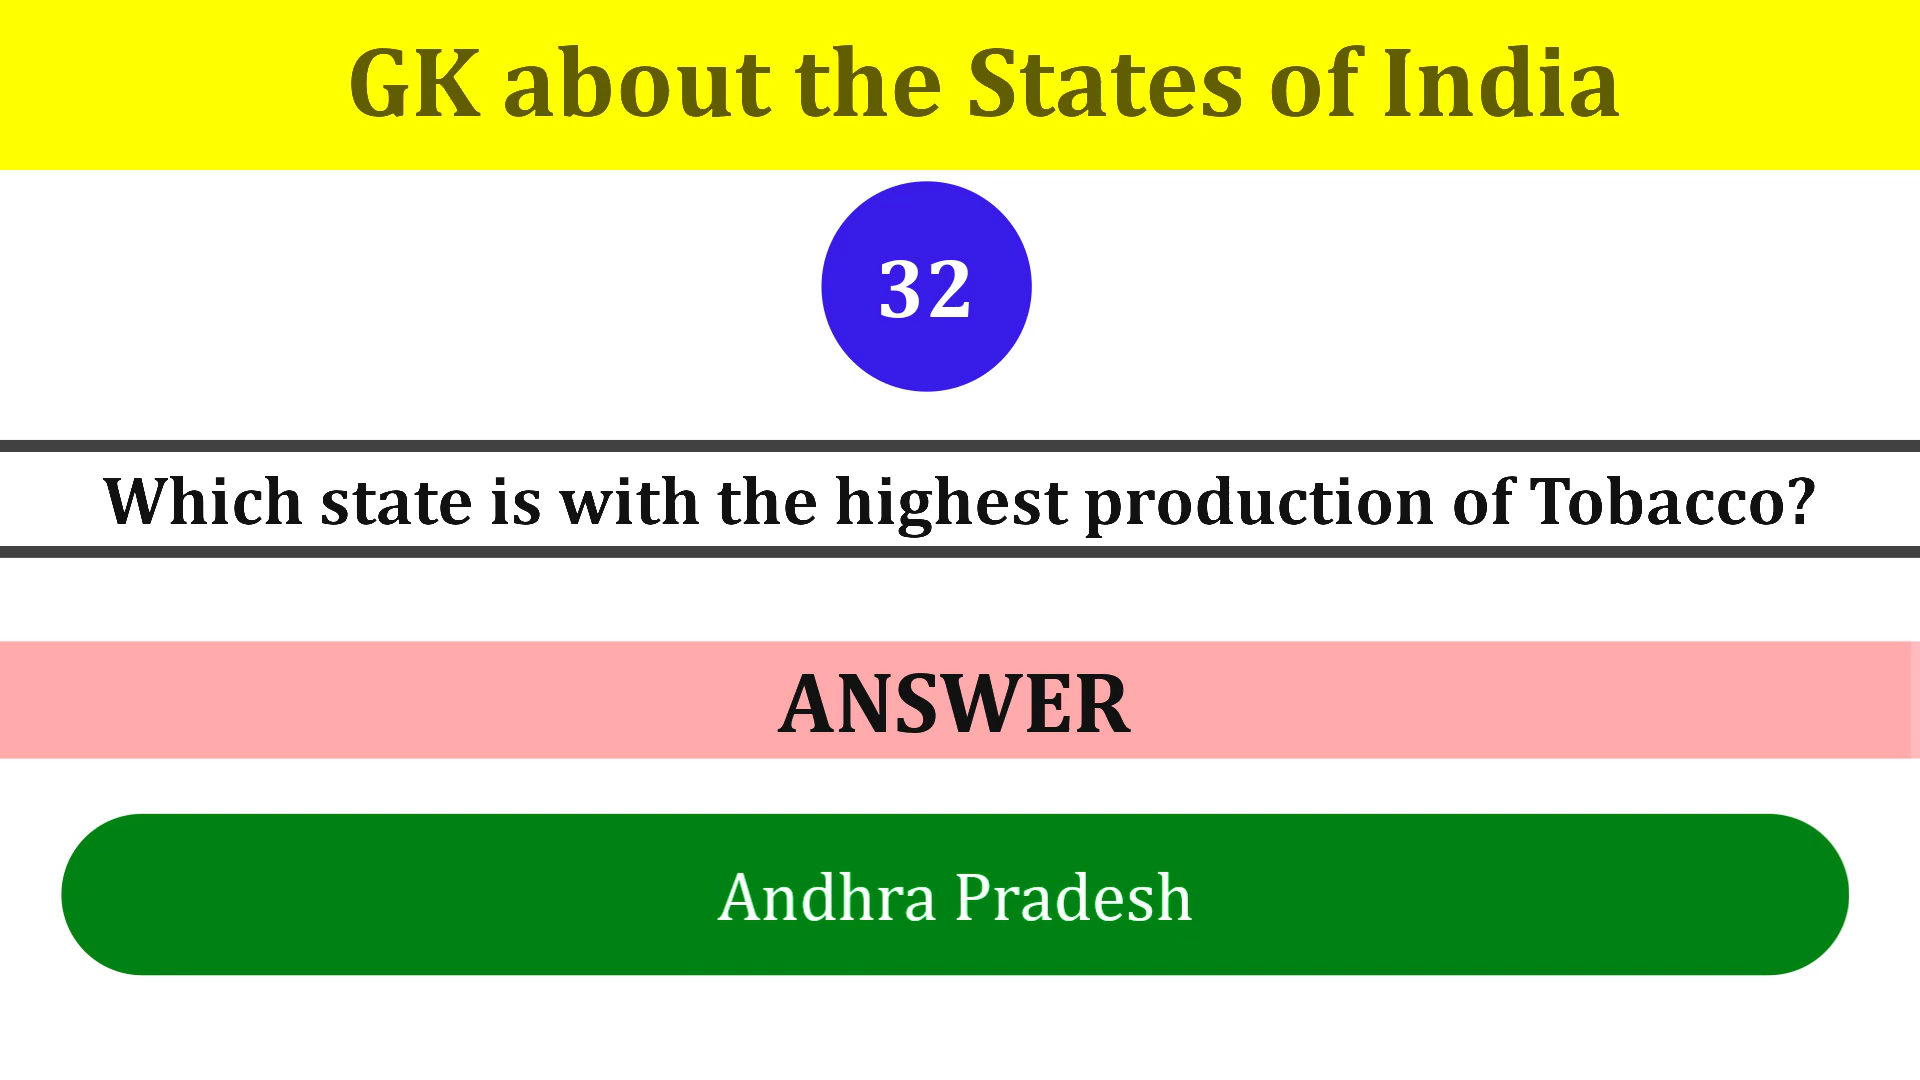 GK about the States of India
32
Which state is with the highest production of Tobacco?
ANSWER
Andhra Pradesh